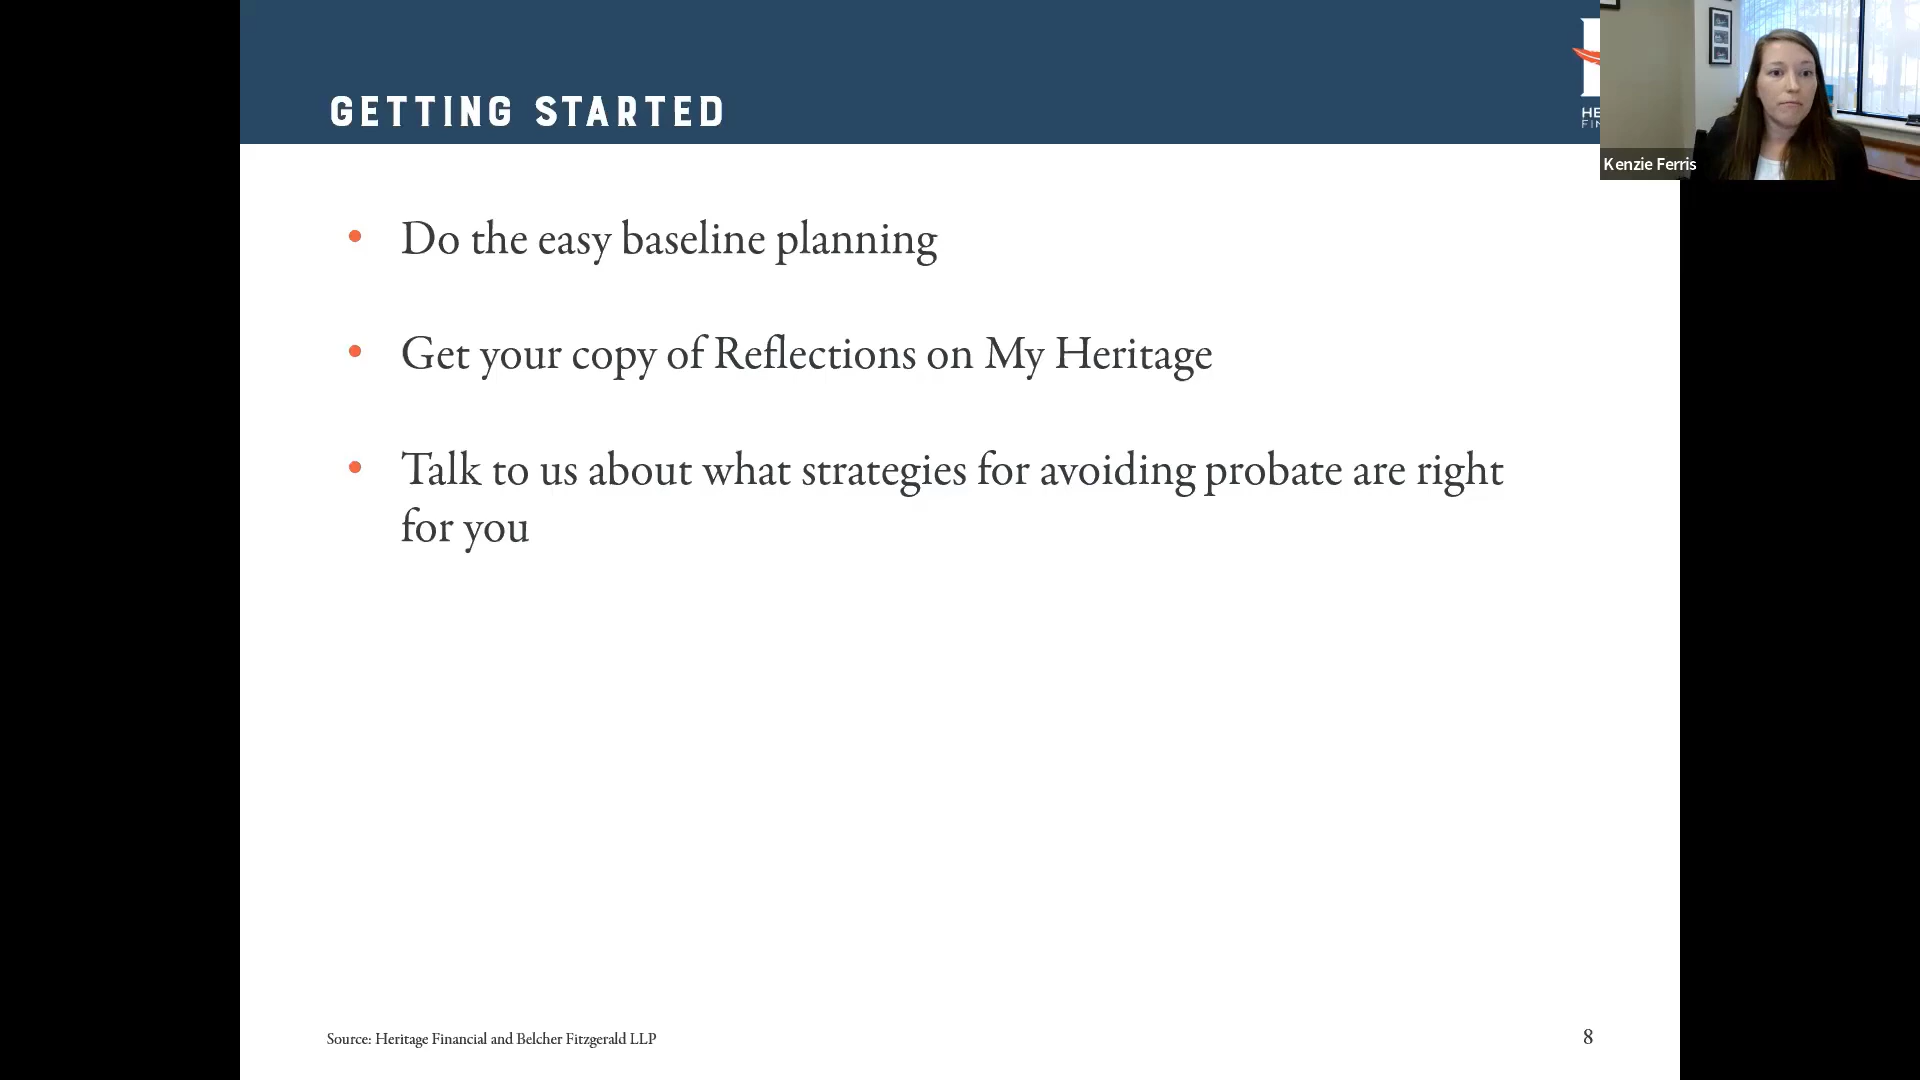 GETTING STARTED
Kenzie Ferris
• Do the easy baseline planning
• Get your copy of Reflections on My Heritage
• Talk to us about what strategies for avoiding probate are right
for you
Source: Heritage Financial and Belcher Fitzgerald LLP
8